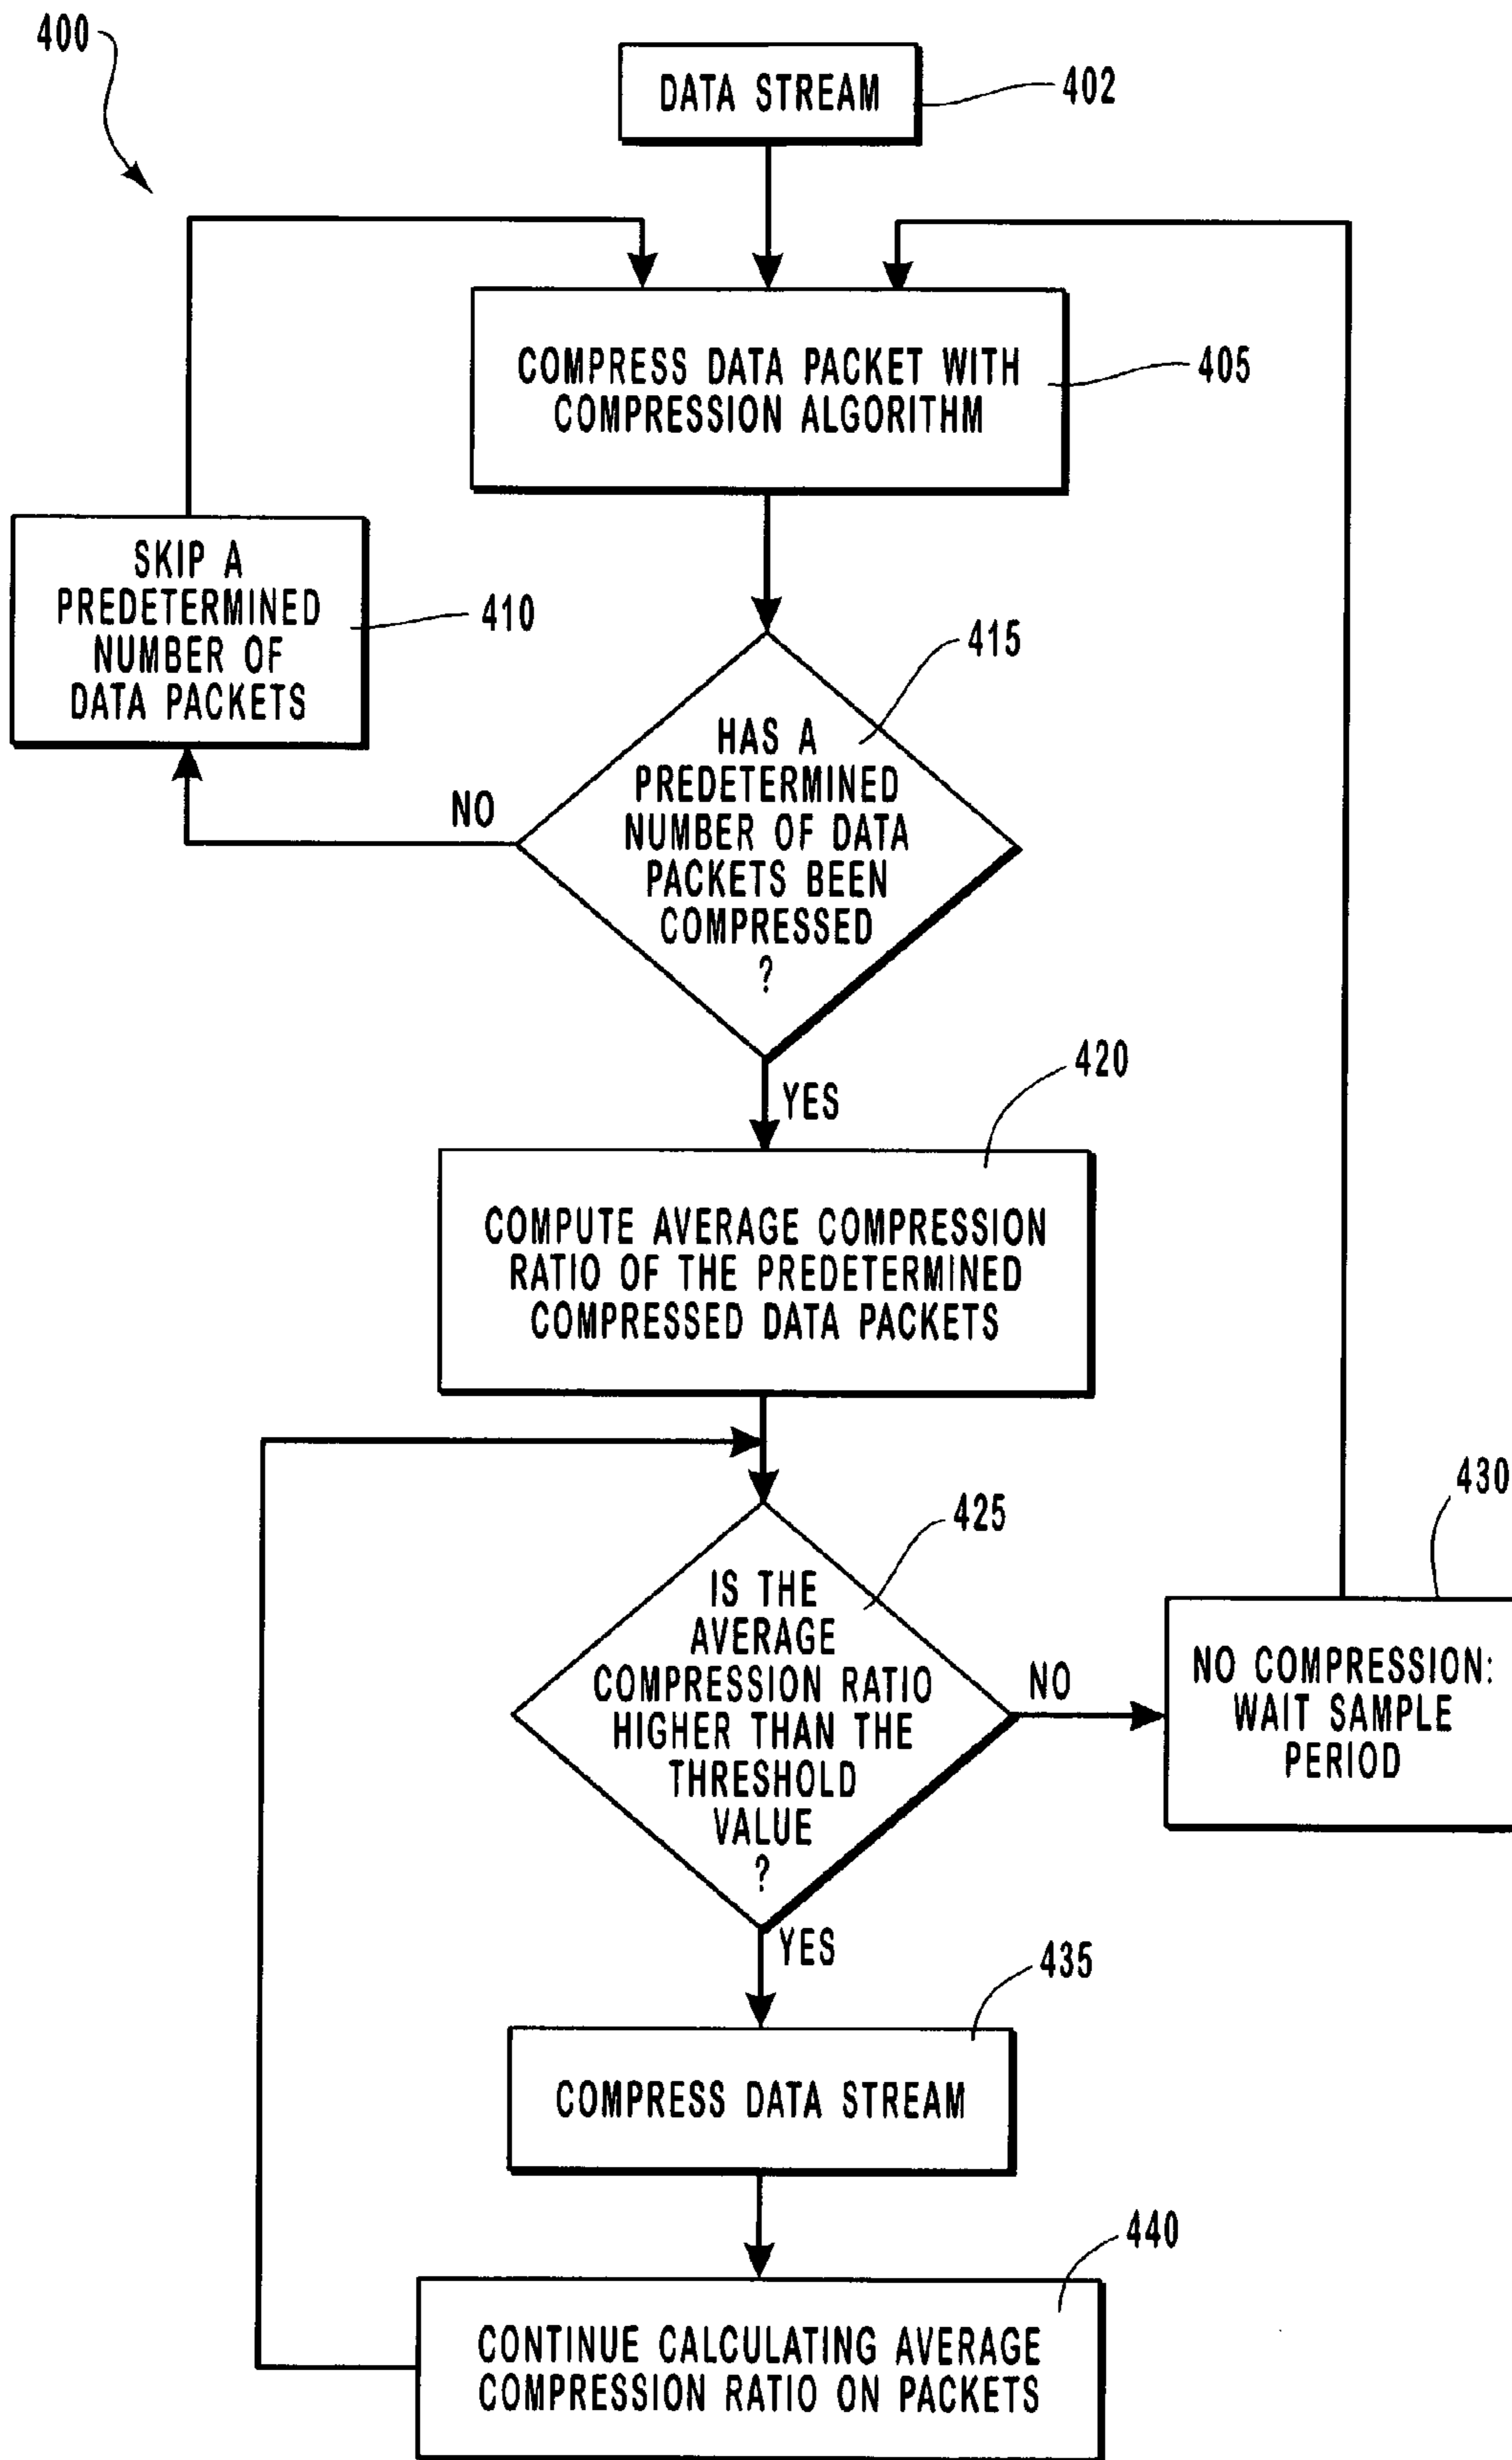 400
DATA STREAM
402
COMPRESS DATA PACKET WITH
COMPRESSION ALGORITHM
405
SKIP A
PREDETERMINED
NUMBER OF
DATA PACKETS
410
415
HAS A
PREDETERMINED
NUMBER OF DATA
PACKETS BEEN
COMPRESSED
?
NO
YES
420
COMPUTE AVERAGE COMPRESSION
RATIO OF THE PREDETERMINED
COMPRESSED DATA PACKETS
425
IS THE
AVERAGE
COMPRESSION RATIO
HIGHER THAN THE
THRESHOLD
VALUE
?
NO
430
NO COMPRESSION:
WAIT SAMPLE
PERIOD
YES
435
COMPRESS DATA STREAM
440
CONTINUE CALCULATING AVERAGE
COMPRESSION RATIO ON PACKETS